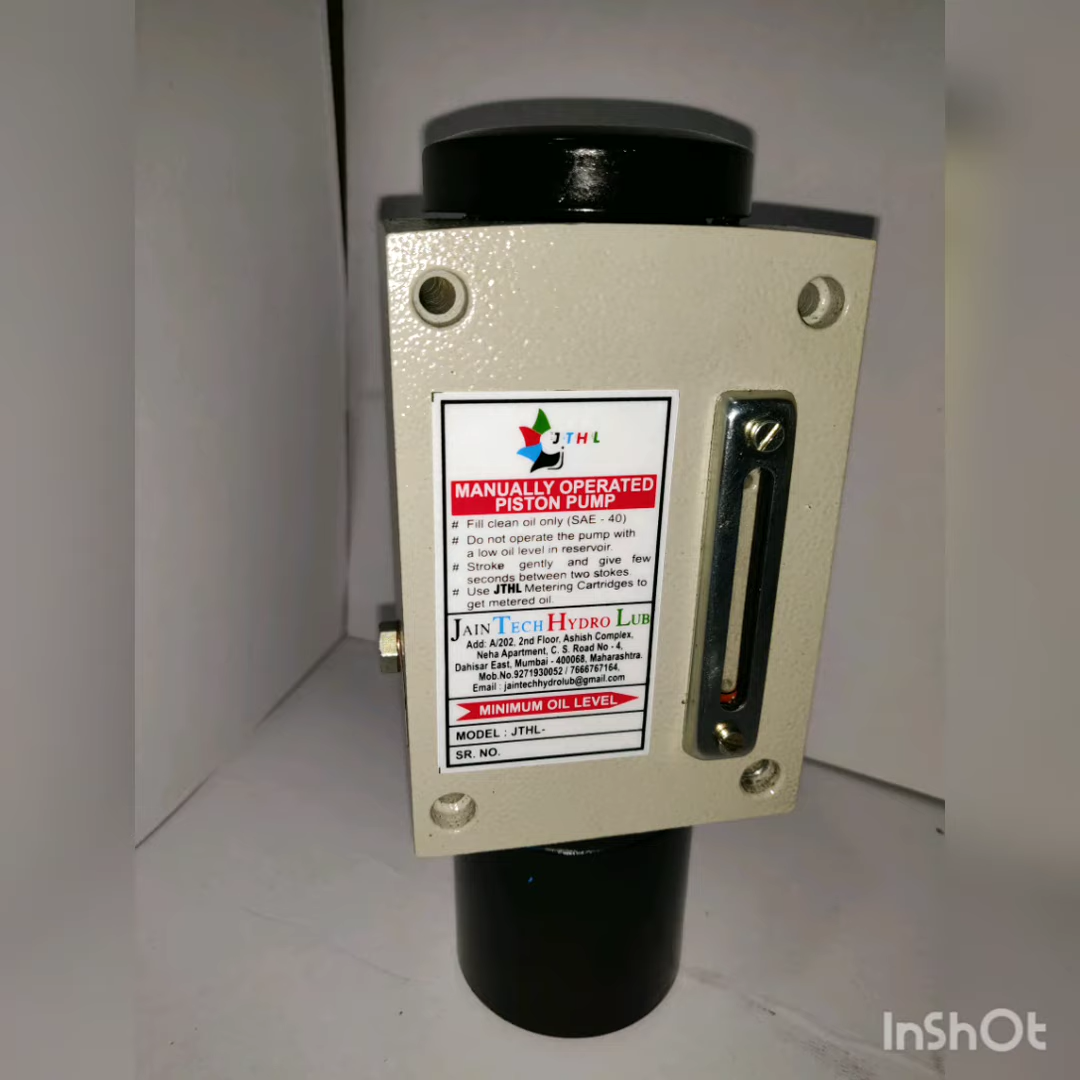 JTHL
MANUALLY OPERATED
PISTON PUMP
# Fill clean oil only (SAE - 40)
# Do not operate the pump with
a low oil level in reservoir.
# Stroke gently and give few
seconds between two stokes.
# Use JTHL Metering Cartridges to
get metered oil.
JAIN TECH HYDRO LUB
Add: A/202, 2nd Floor, Ashish Complex,
Neha Apartment, C. S. Road No - 4,
Dahisar East, Mumbai - 400068, Maharashtra.
Mob.No.9271930052 / 7666767164,
Email : jaintechhydrolub@gmail.com
MINIMUM OIL LEVEL
MODEL : JTHL-
SR. NO.
InShOt